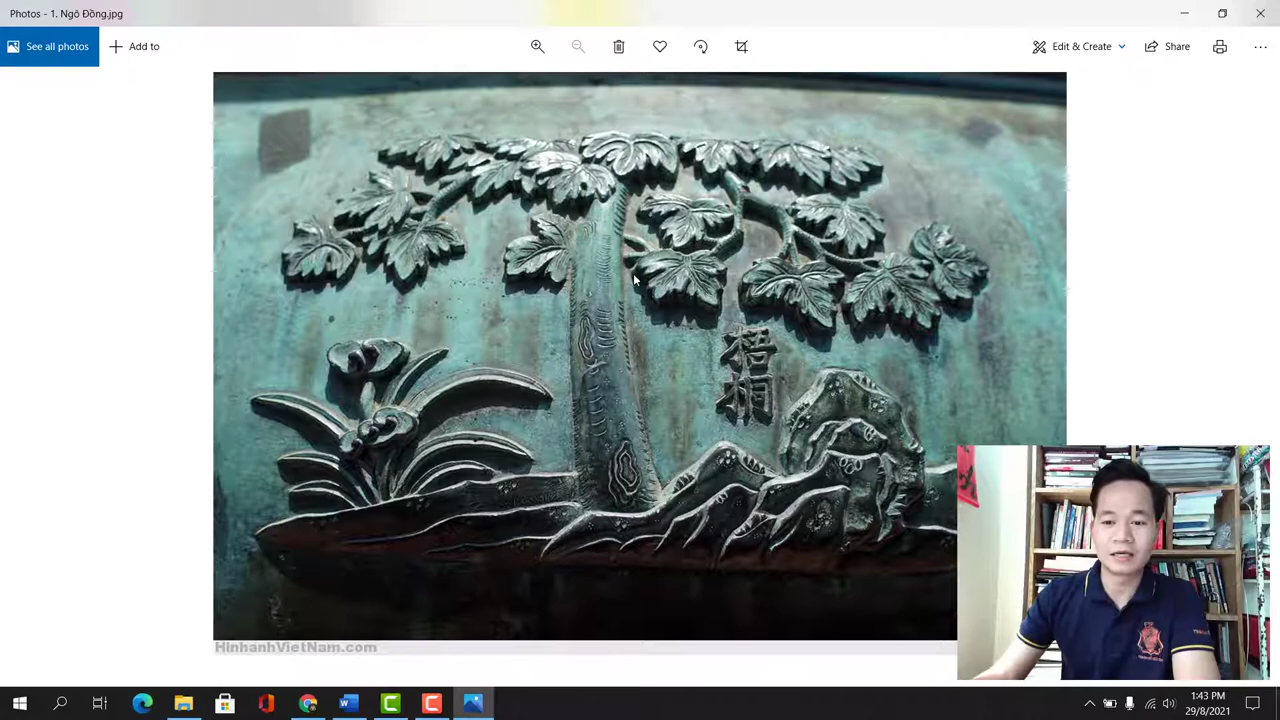 Photos - 1. Ngô Đồng.jpg
See all photos
Add to
Edit & Create
Share
梧
桐
HinhanhVietNam.com
1:43 PM
29/8/2021